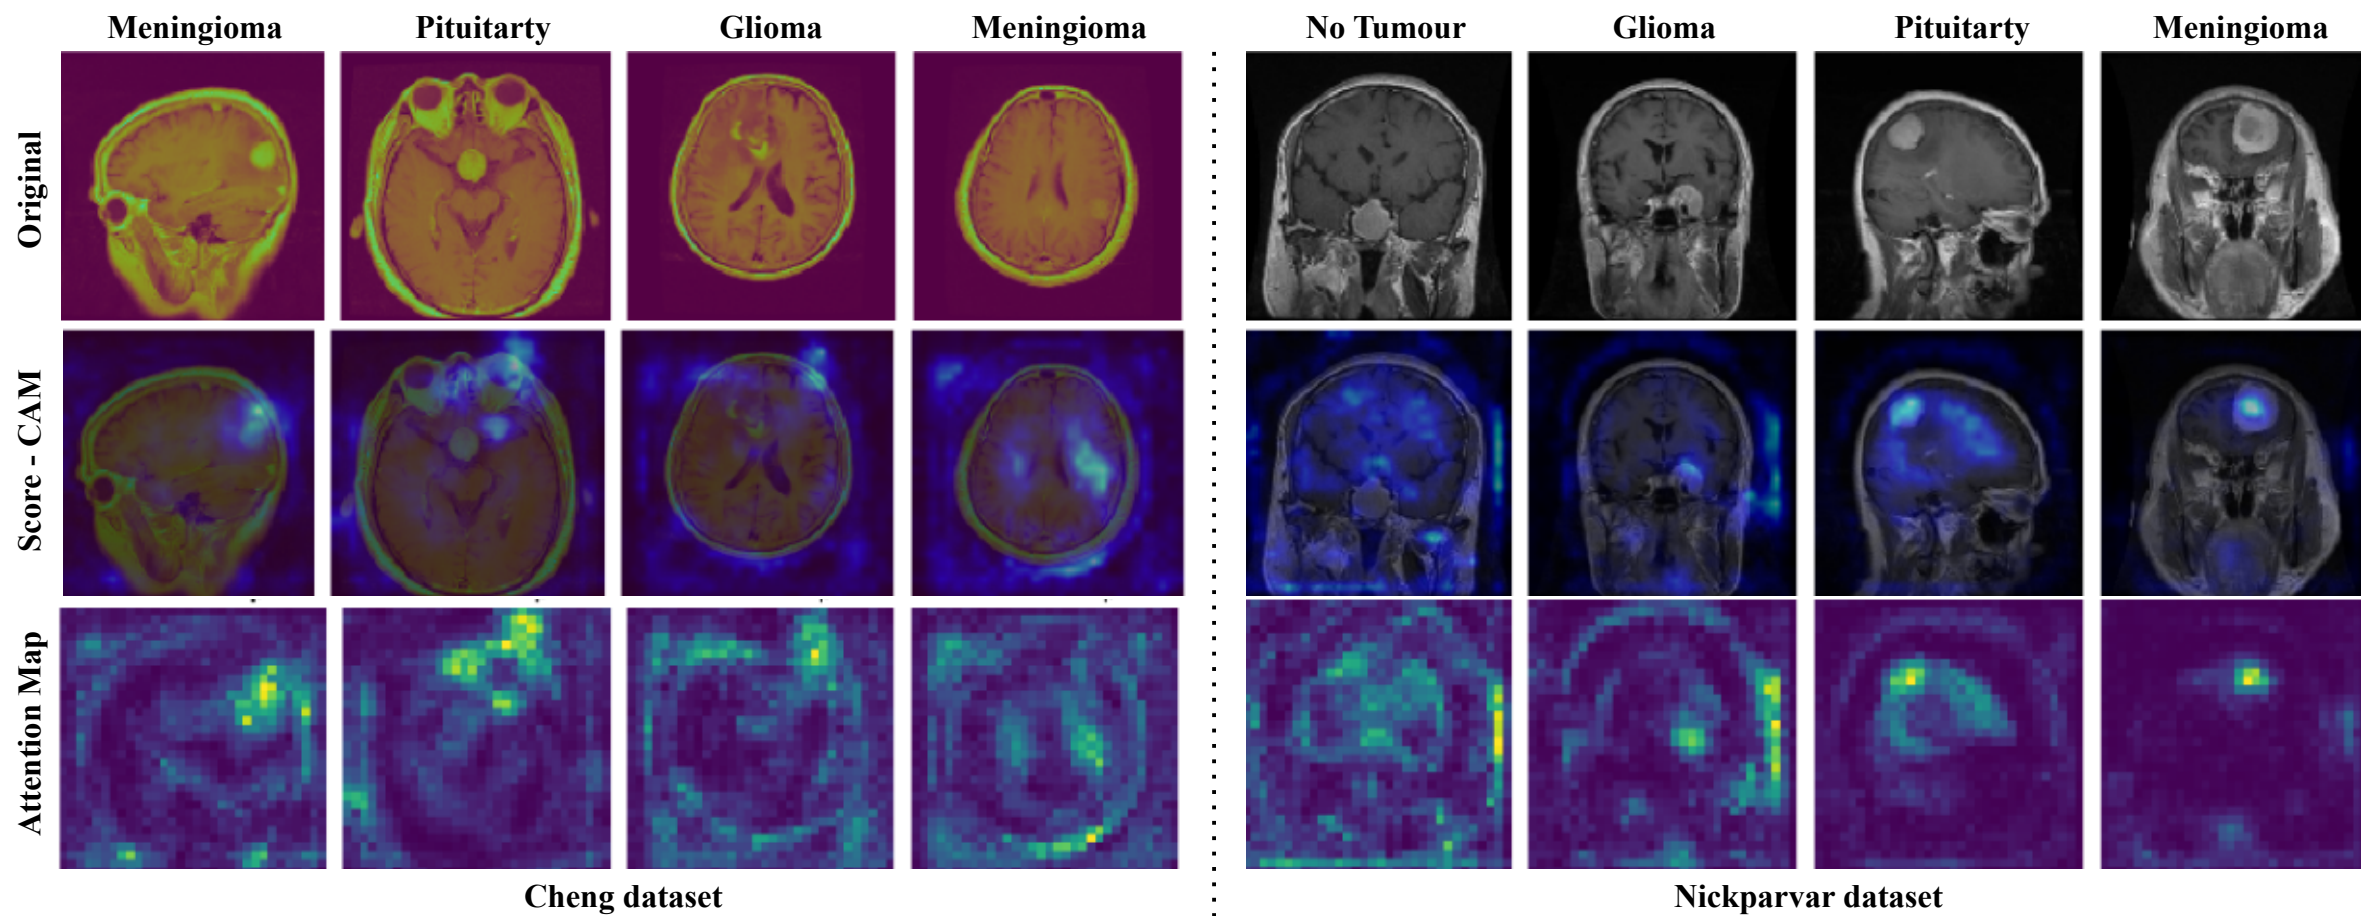 Meningioma Pituitarty Glioma Meningioma No Tumour Glioma Pituitarty Meningioma
Original
Score - CAM
Attention Map
Cheng dataset Nickparvar dataset